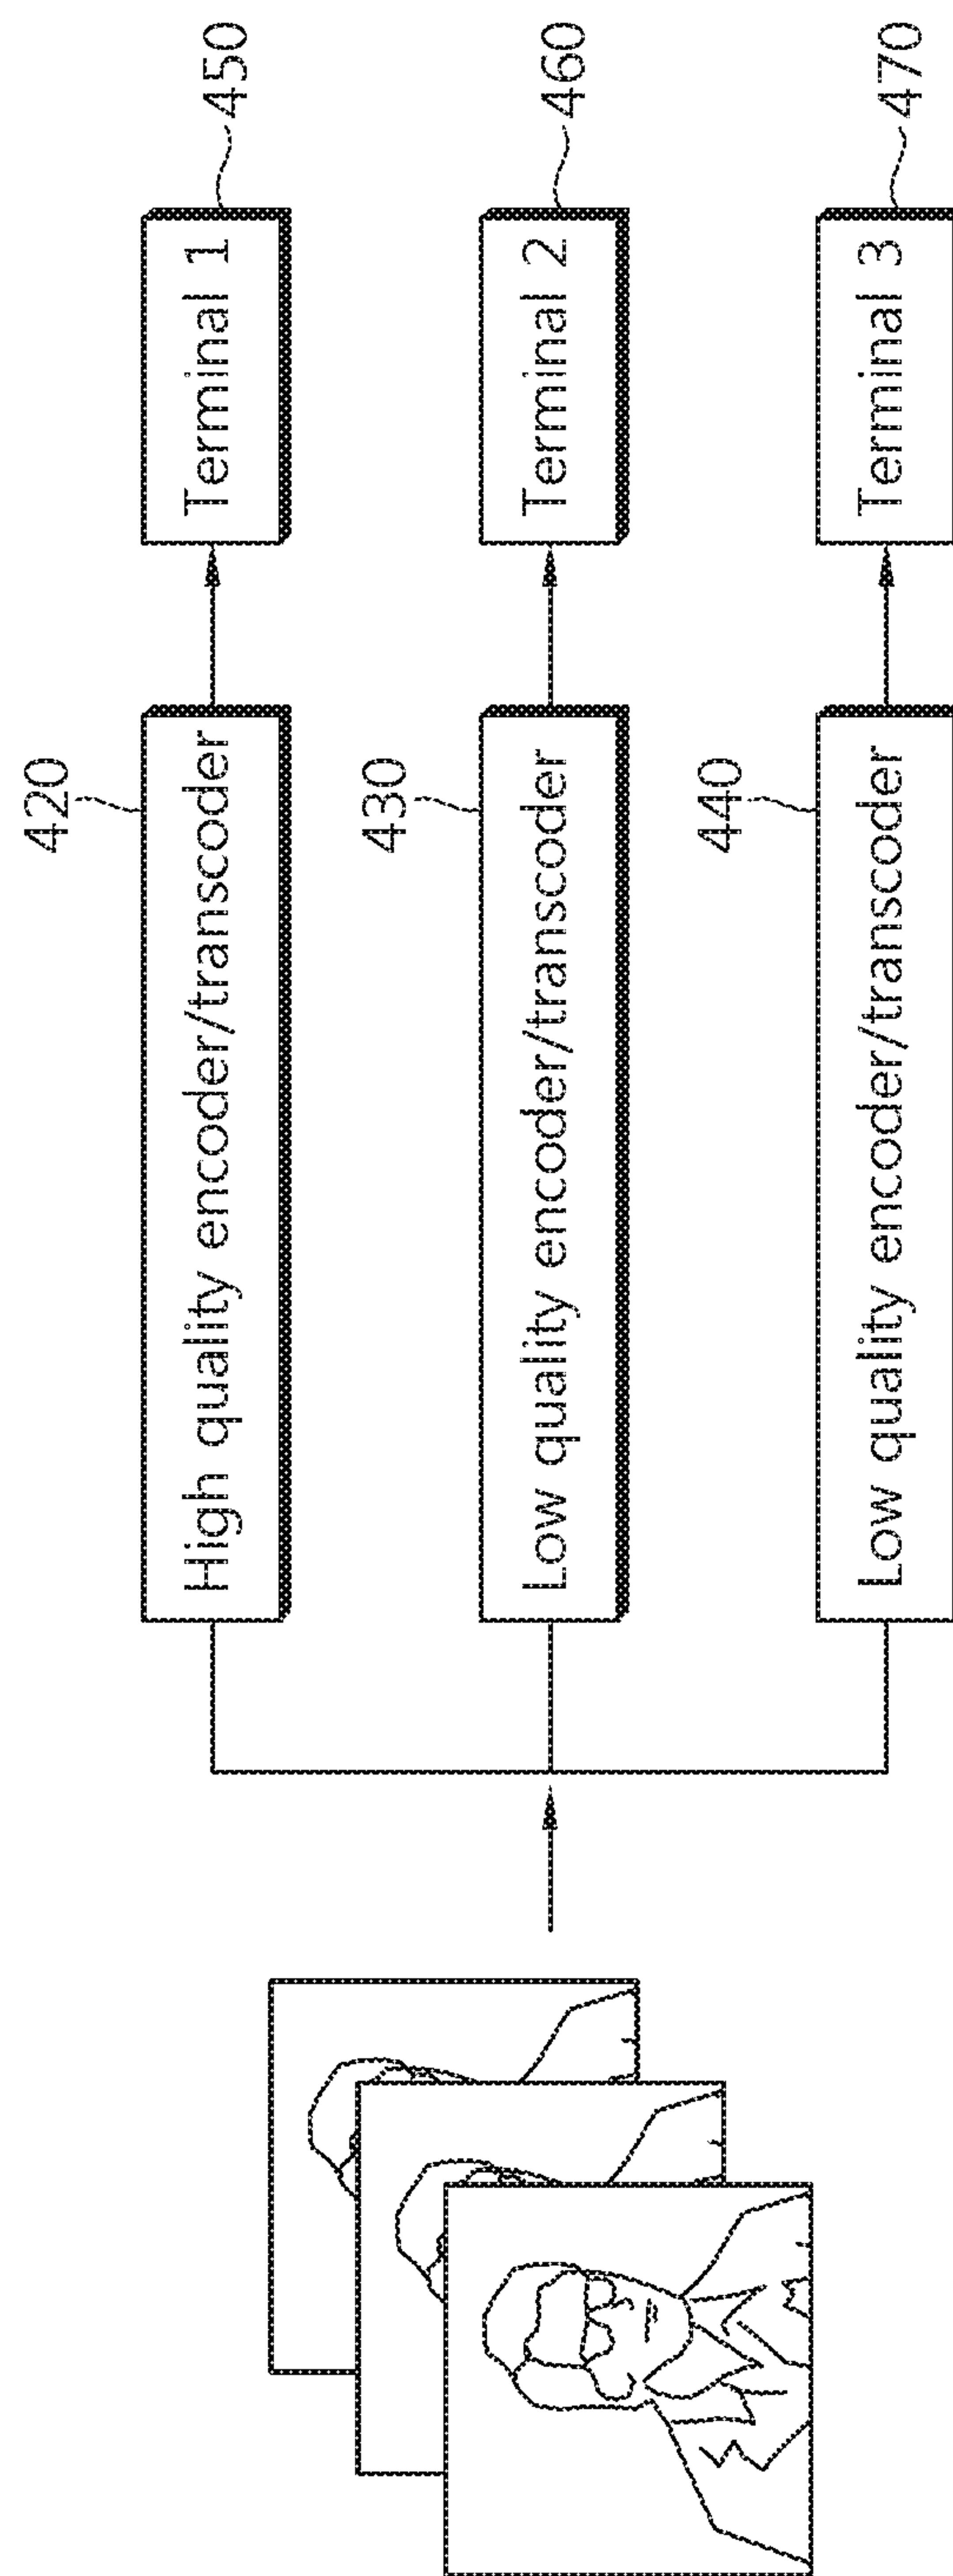 420
High quality encoder/transcoder
Terminal 1
450
430
Low quality encoder/transcoder
Terminal 2
460
440
Low quality encoder/transcoder
Terminal 3
470